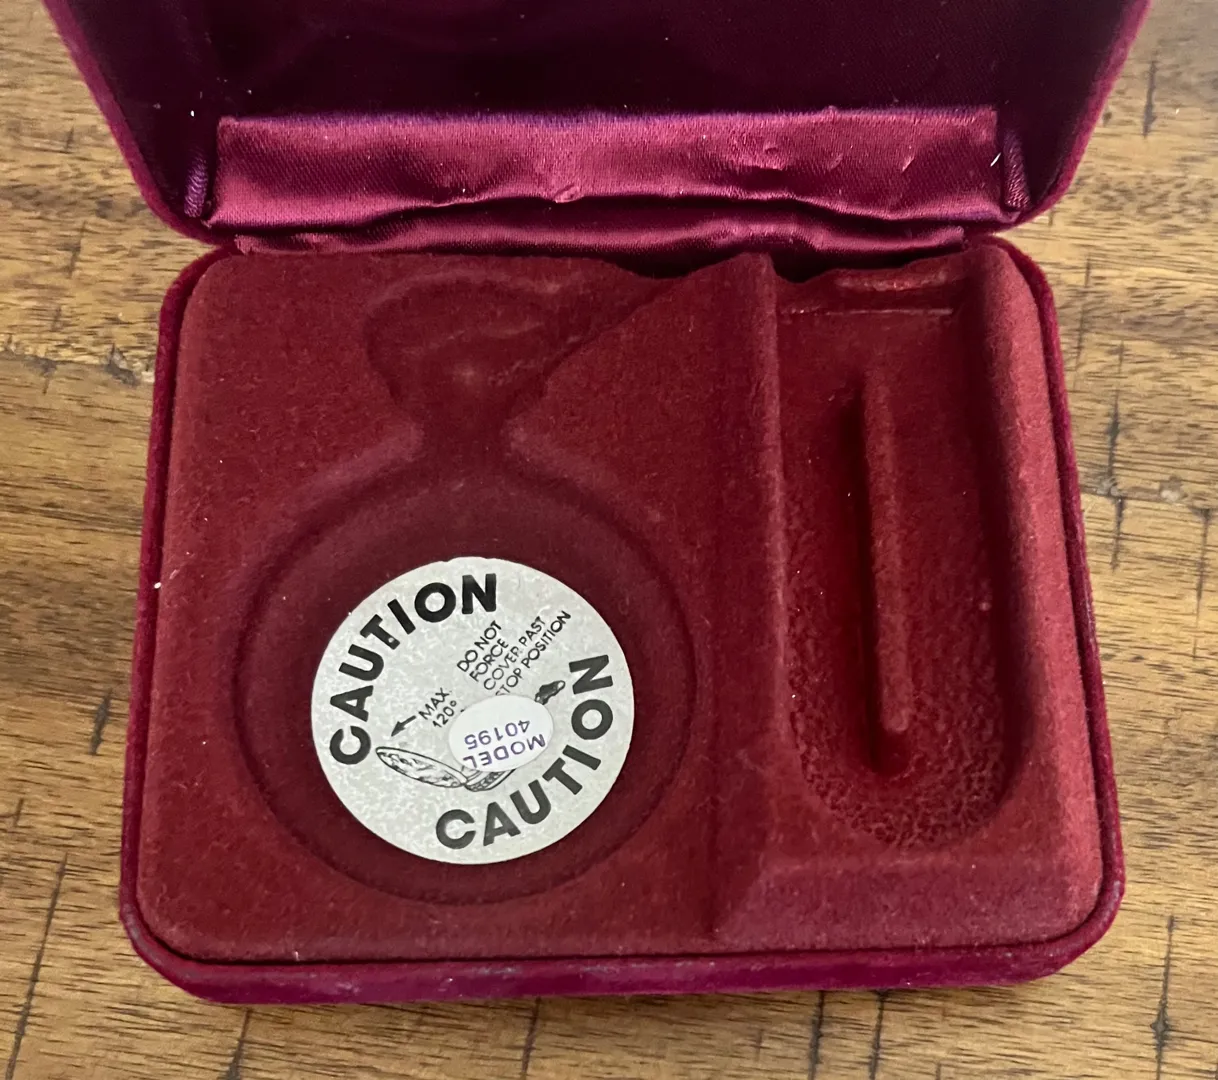 CAUTION
DO NOT
FORCE
COVER PAST
STOP POSITION
MAX
120°
MODEL
40195
CAUTION